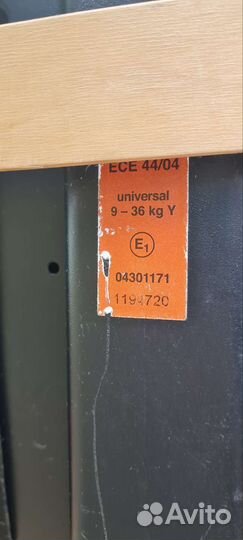 ECE 44/04
universal
9 – 36 kg Y
E1
04301171
1194720
Avito